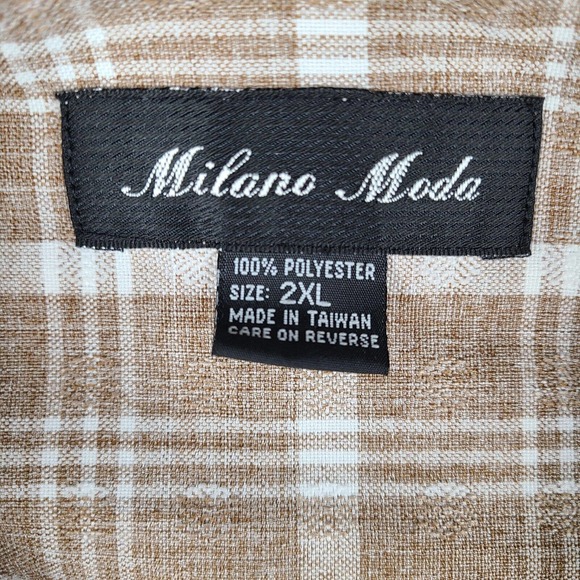 Milano Moda
100% POLYESTER
SIZE: 2XL
MADE IN TAIWAN
CARE ON REVERSE